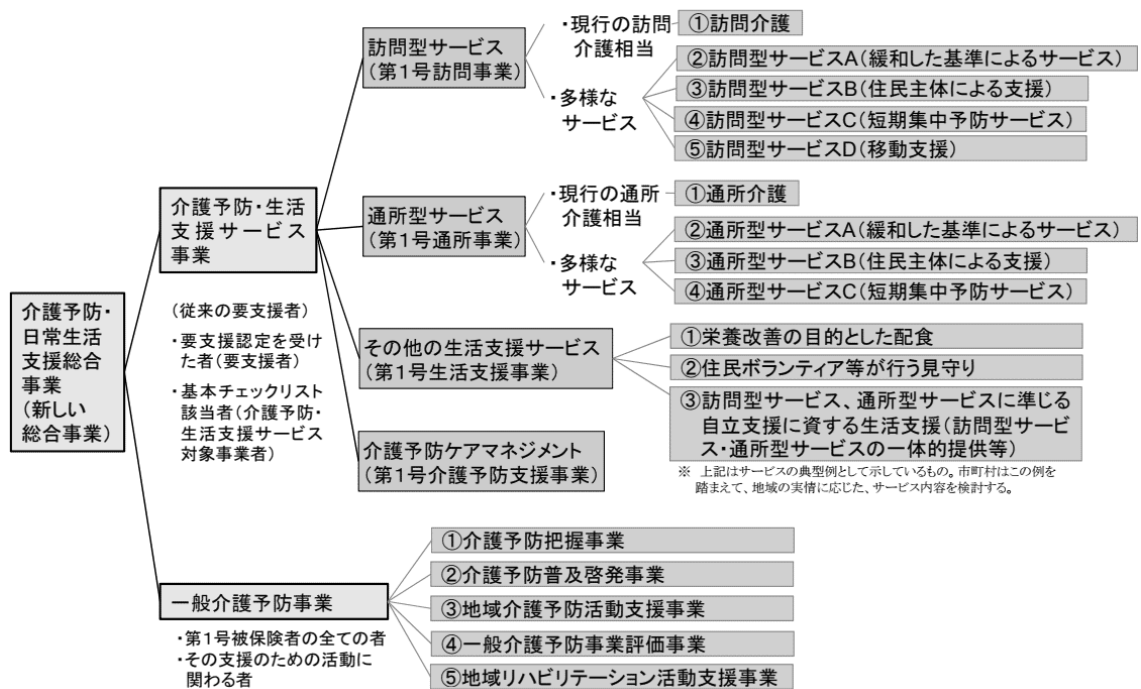 介護予防・
日常生活
支援総合
事業
(新しい
総合事業)
介護予防・生活
支援サービス
事業
(従来の要支援者)
・要支援認定を受け
た者(要支援者)
・基本チェックリスト
該当者(介護予防・
生活支援サービス
対象事業者)
訪問型サービス
(第1号訪問事業)
・現行の訪問
介護相当
①訪問介護
・多様な
サービス
②訪問型サービスA(緩和した基準によるサービス)
③訪問型サービスB(住民主体による支援)
④訪問型サービスC(短期集中予防サービス)
⑤訪問型サービスD(移動支援)
通所型サービス
(第1号通所事業)
・現行の通所
介護相当
①通所介護
・多様な
サービス
②通所型サービスA(緩和した基準によるサービス)
③通所型サービスB(住民主体による支援)
④通所型サービスC(短期集中予防サービス)
その他の生活支援サービス
(第1号生活支援事業)
①栄養改善の目的とした配食
②住民ボランティア等が行う見守り
③訪問型サービス、通所型サービスに準じる
自立支援に資する生活支援(訪問型サービ
ス・通所型サービスの一体的提供等)
※ 上記はサービスの典型例として示しているもの。市町村はこの例を
踏まえて、地域の実情に応じた、サービス内容を検討する。
介護予防ケアマネジメント
(第1号介護予防支援事業)
一般介護予防事業
・第1号被保険者の全ての者
・その支援のための活動に
関わる者
①介護予防把握事業
②介護予防普及啓発事業
③地域介護予防活動支援事業
④一般介護予防事業評価事業
⑤地域リハビリテーション活動支援事業